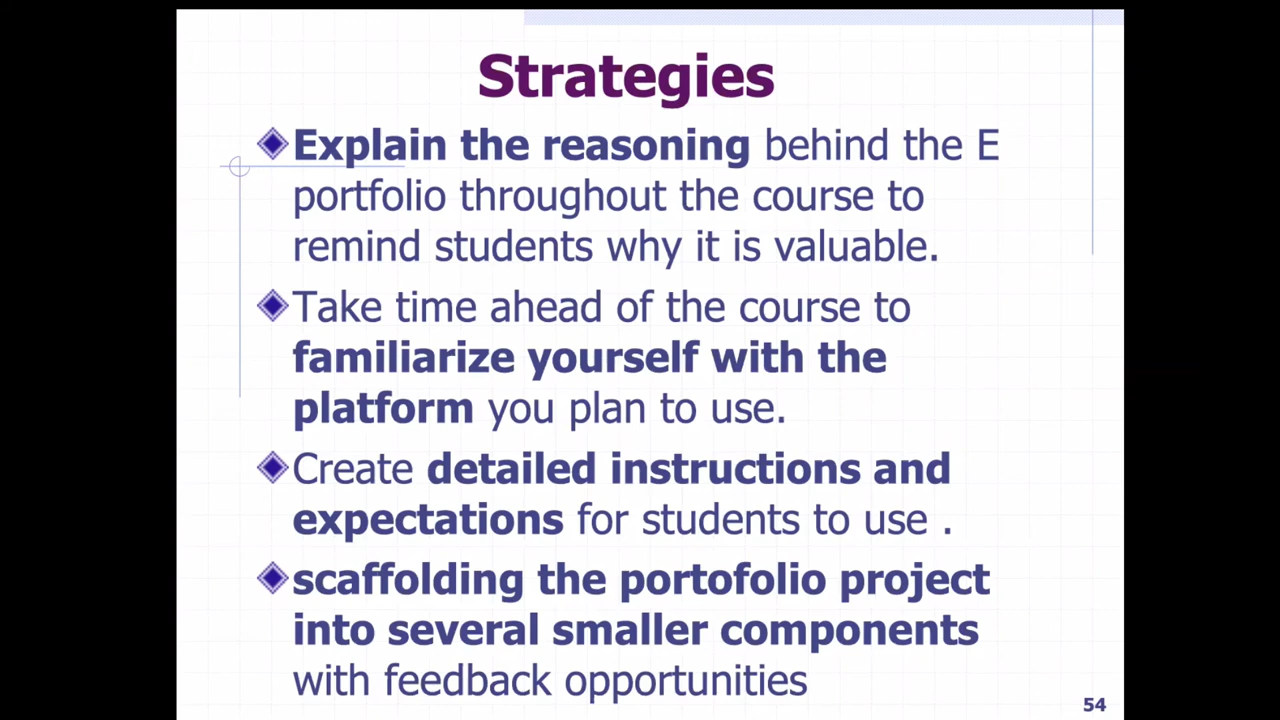 Strategies
Explain the reasoning behind the E
portfolio throughout the course to
remind students why it is valuable.
Take time ahead of the course to
familiarize yourself with the
platform you plan to use.
Create detailed instructions and
expectations for students to use .
scaffolding the portofolio project
into several smaller components
with feedback opportunities
54